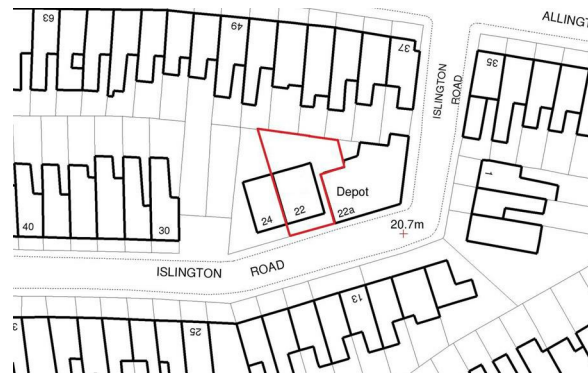 63
49
37
ALLINGT
ISLINGTON
ROAD
35
1
Depot
40
30
24
22
22a
20.7m
ISLINGTON ROAD
13
25